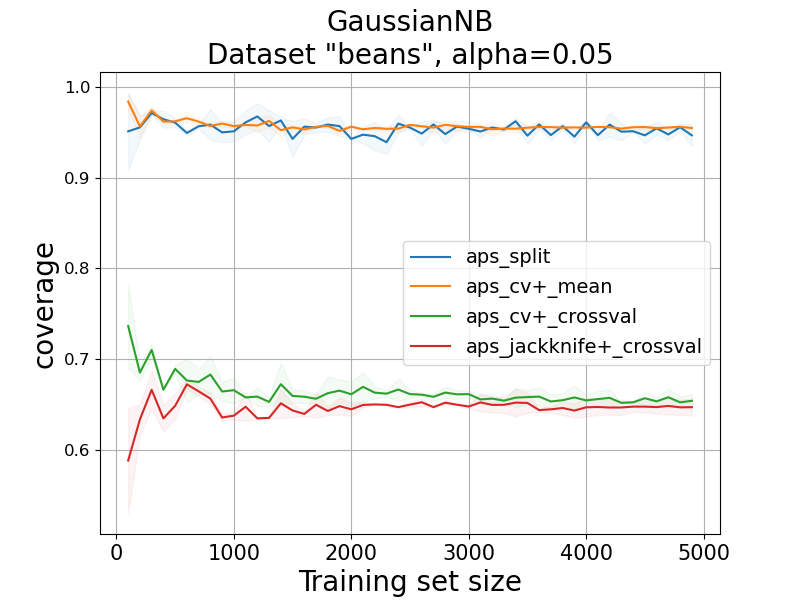 GaussianNB
Dataset "beans", alpha=0.05
1.0
0.9
0.8
0.7
0.6
coverage
aps_split
aps_cv+_mean
aps_cv+_crossval
aps_jackknife+_crossval
0 1000 2000 3000 4000 5000
Training set size